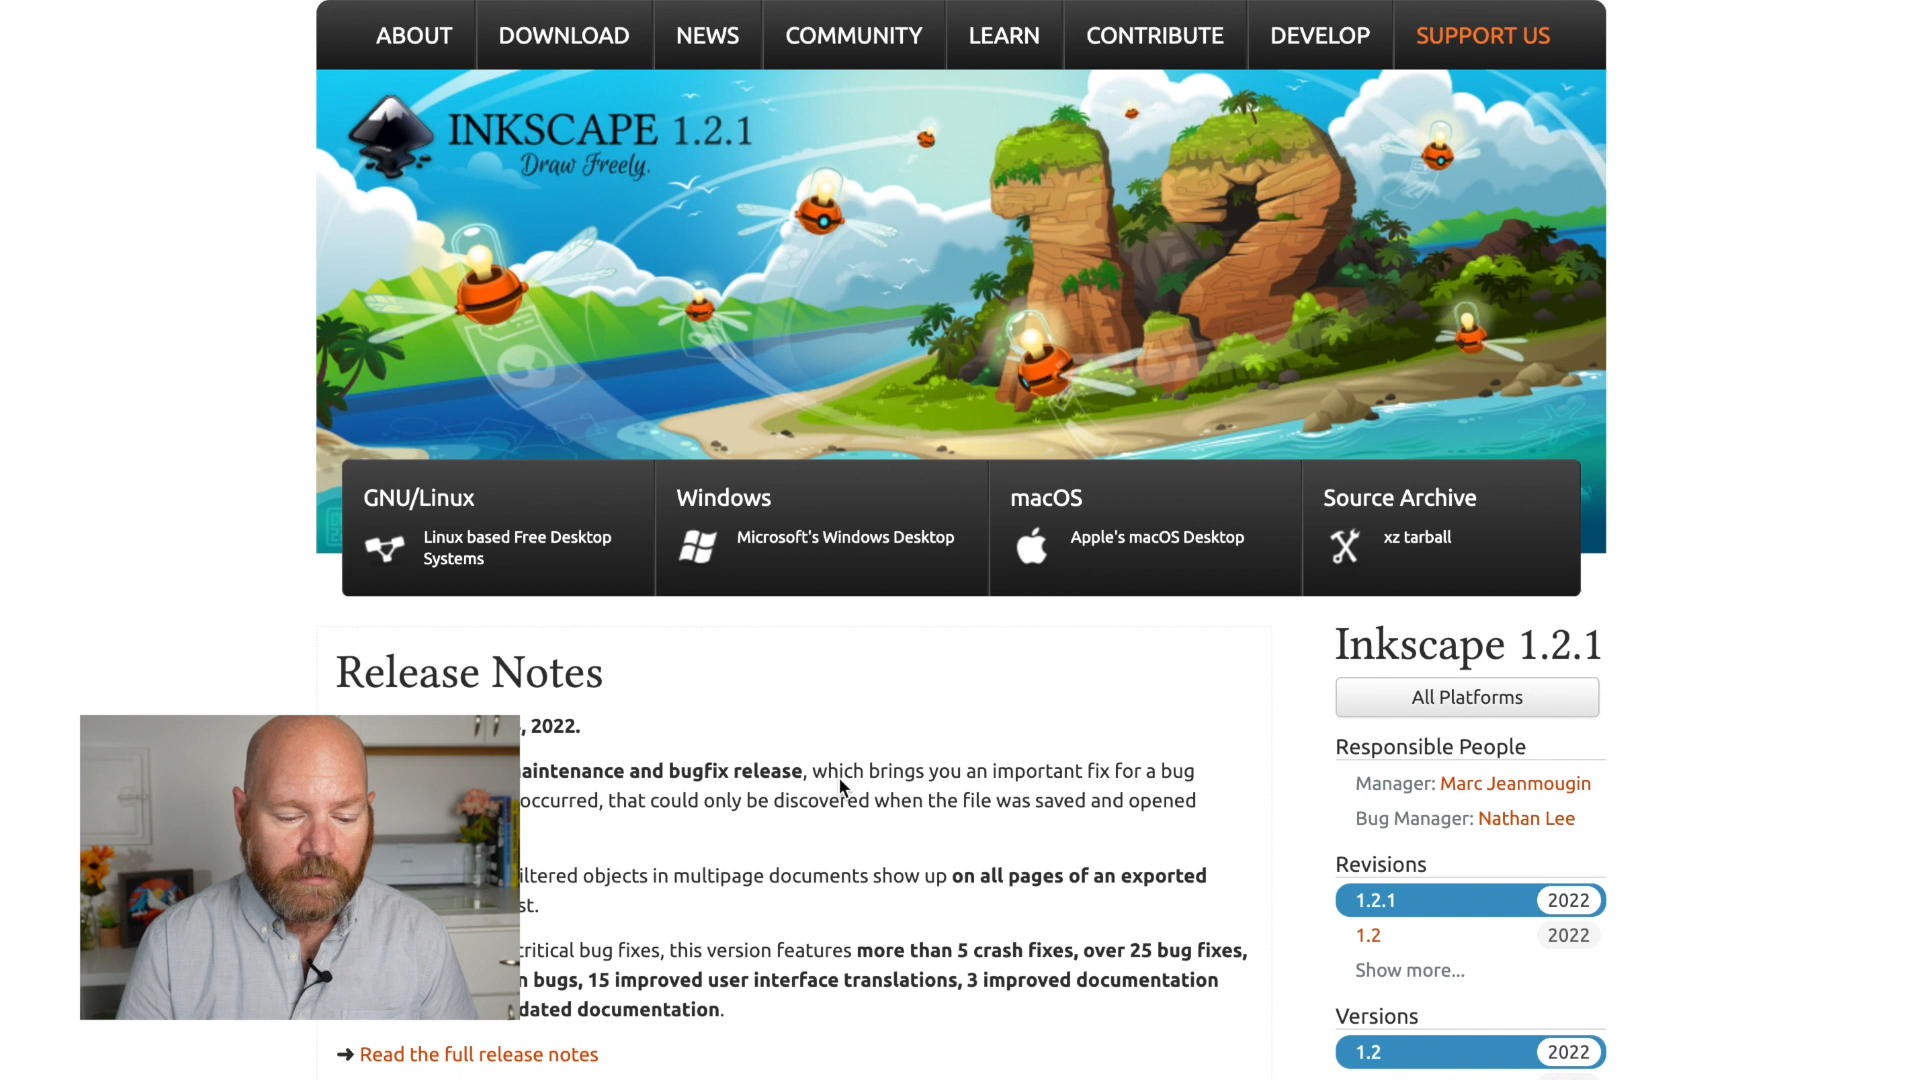 ABOUT DOWNLOAD NEWS COMMUNITY LEARN CONTRIBUTE DEVELOP SUPPORT US
INKSCAPE 1.2.1
Draw Freely.
GNU/Linux
Linux based Free Desktop
Systems
Windows
Microsoft's Windows Desktop
macOS
Apple's macOS Desktop
Source Archive
xz tarball
Release Notes
, 2022.
aintenance and bugfix release, which brings you an important fix for a bug
occurred, that could only be discovered when the file was saved and opened
iltered objects in multipage documents show up on all pages of an exported
st.
ritical bug fixes, this version features more than 5 crash fixes, over 25 bug fixes,
n bugs, 15 improved user interface translations, 3 improved documentation
dated documentation.
➜ Read the full release notes
Inkscape 1.2.1
All Platforms
Responsible People
Manager: Marc Jeanmougin
Bug Manager: Nathan Lee
Revisions
1.2.1 2022
1.2 2022
Show more...
Versions
1.2 2022